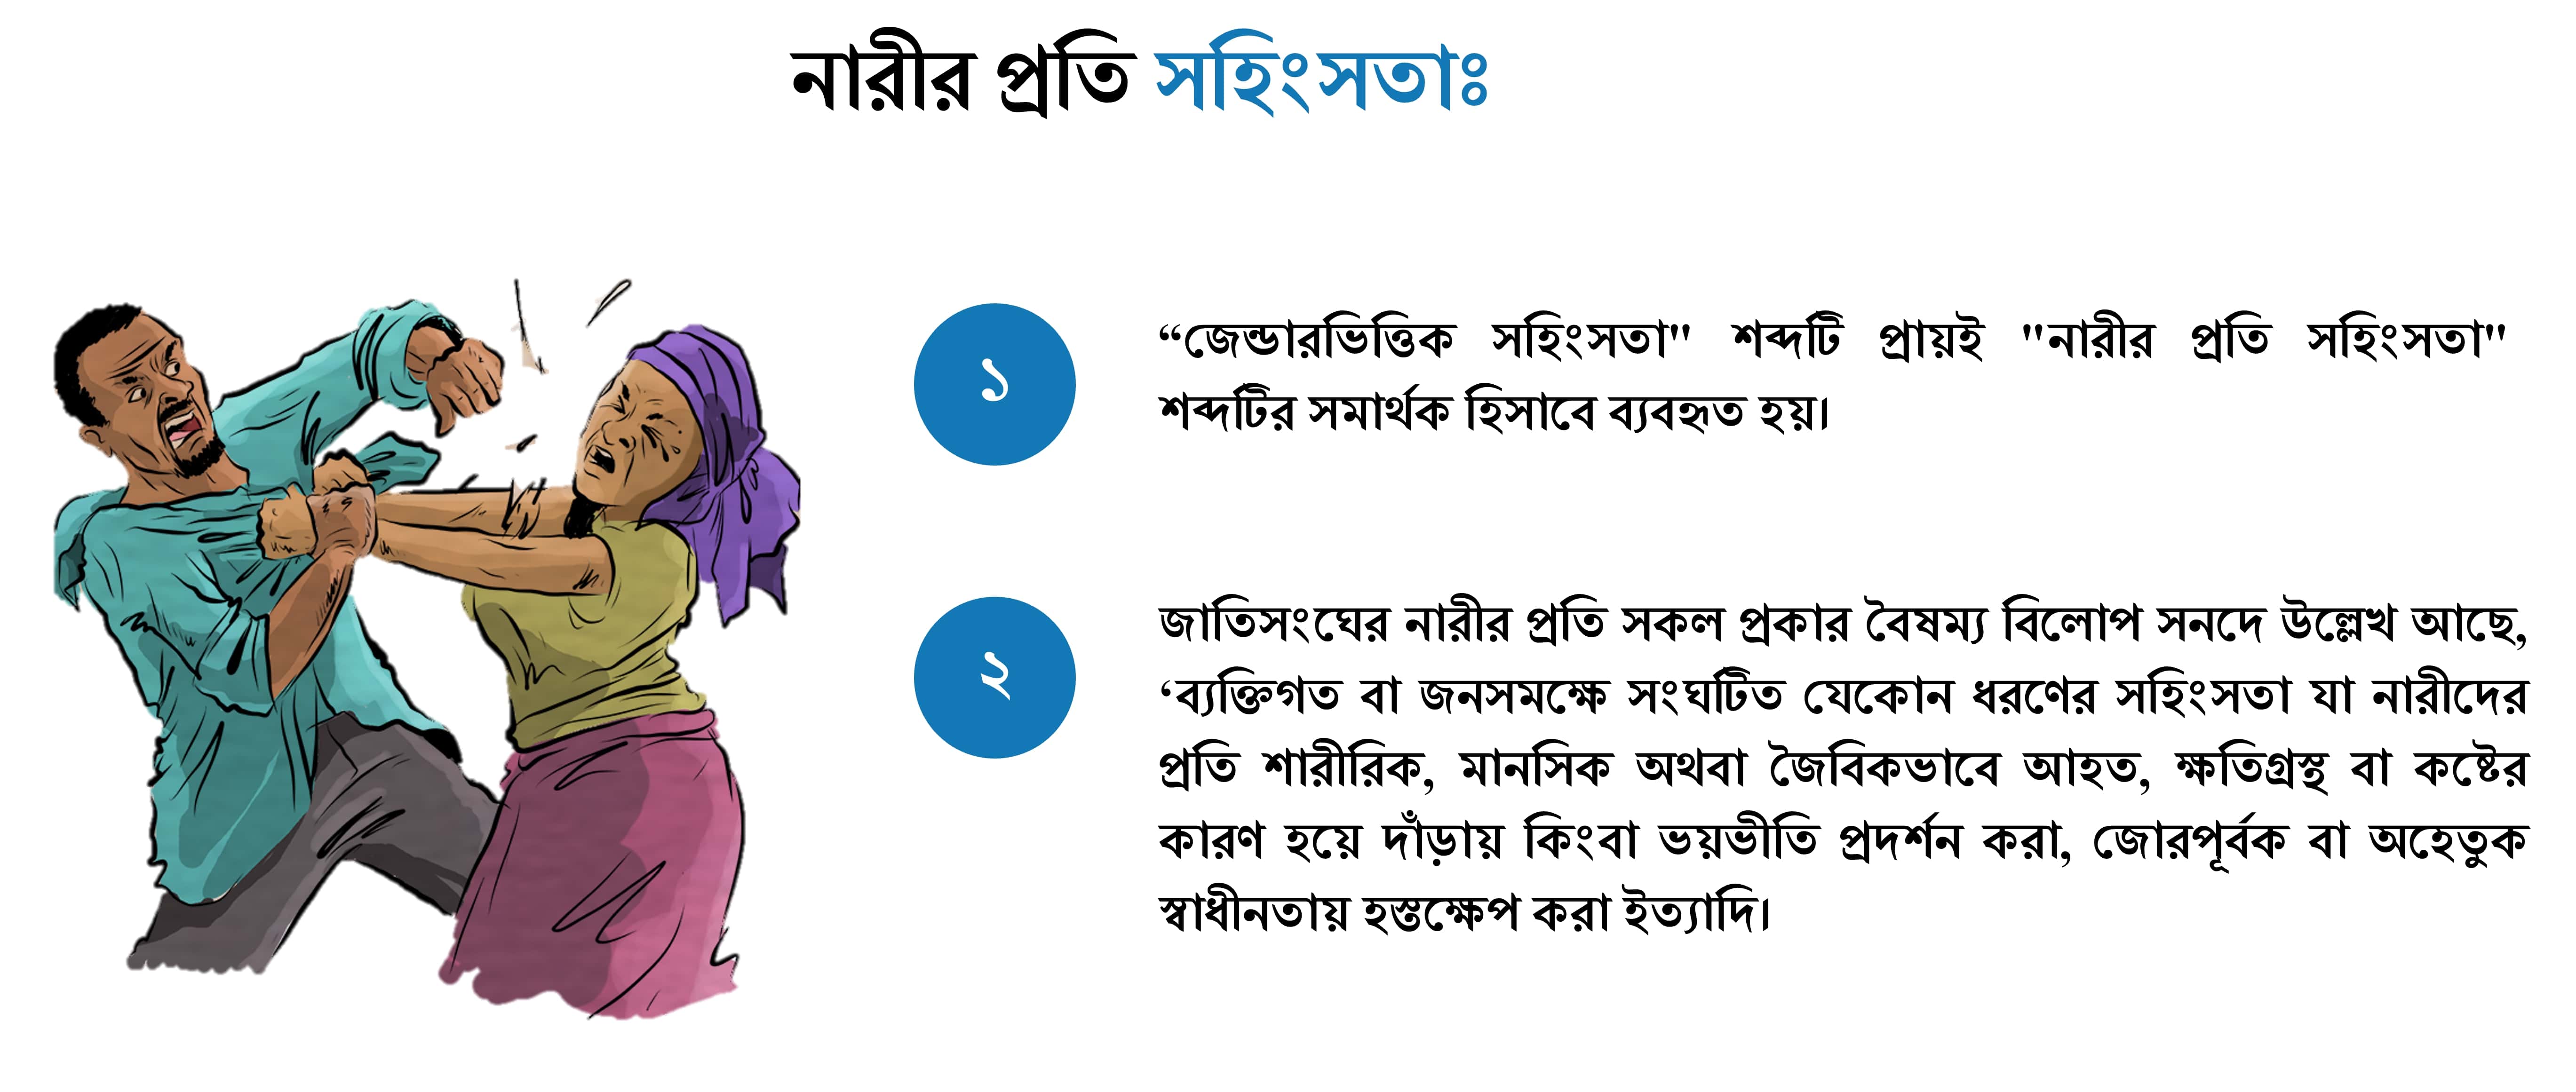 নারীর প্রতি সহিংসতাঃ
১
“জেন্ডারভিত্তিক সহিংসতা" শব্দটি প্রায়ই "নারীর প্রতি সহিংসতা"
শব্দটির সমার্থক হিসাবে ব্যবহৃত হয়।
২
জাতিসংঘের নারীর প্রতি সকল প্রকার বৈষম্য বিলোপ সনদে উল্লেখ আছে,
‘ব্যক্তিগত বা জনসমক্ষে সংঘটিত যেকোন ধরণের সহিংসতা যা নারীদের
প্রতি শারীরিক, মানসিক অথবা জৈবিকভাবে আহত, ক্ষতিগ্রস্থ বা কষ্টের
কারণ হয়ে দাঁড়ায় কিংবা ভয়ভীতি প্রদর্শন করা, জোরপূর্বক বা অহেতুক
স্বাধীনতায় হস্তক্ষেপ করা ইত্যাদি।